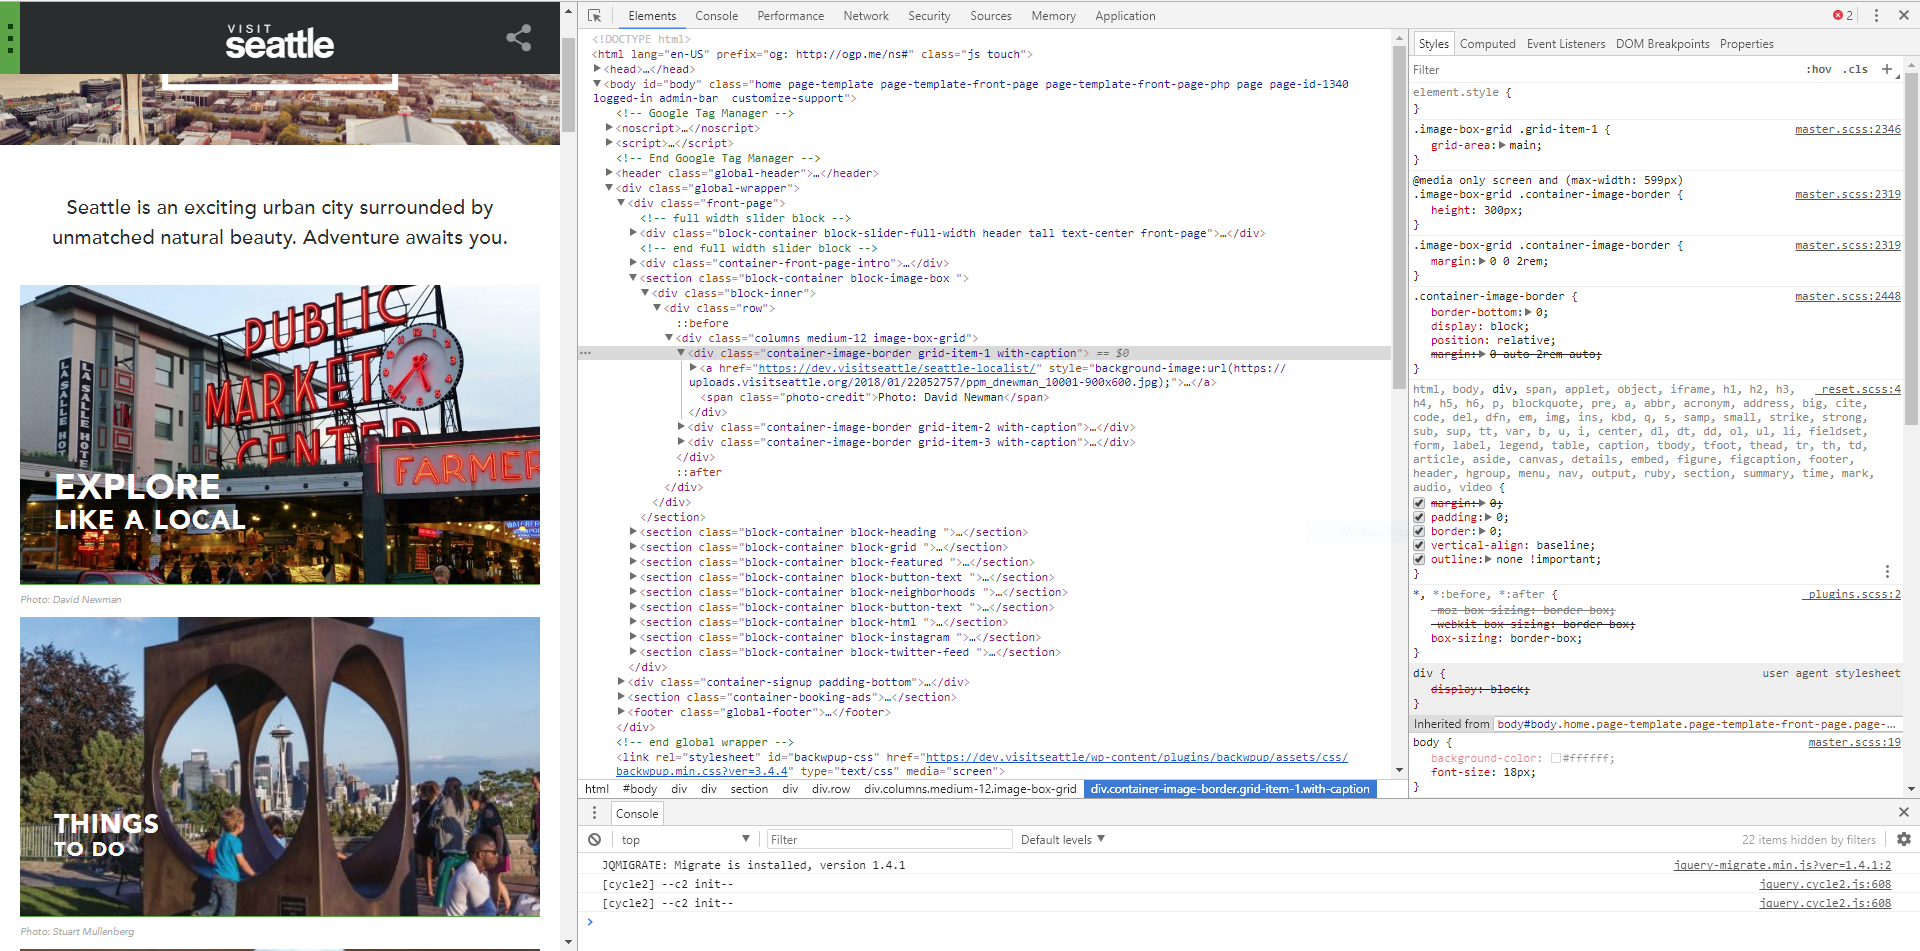 VISIT
seattle
Seattle is an exciting urban city surrounded by
unmatched natural beauty. Adventure awaits you.
PUBLIC
MARKET
CENTER
FARMER
LA SALLE HOTEL
EXPLORE
LIKE A LOCAL
Photo: David Newman
THINGS
TO DO
Photo: Stuart Mullenberg
Elements Console Performance Network Security Sources Memory Application 2
<!DOCTYPE html>
<html lang="en-US" prefix="og: http://ogp.me/ns#" class="js touch">
<head>…</head>
<body id="body" class="home page-template page-template-front-page page-template-front-page-php page page-id-1340
logged-in admin-bar  customize-support">
<!-- Google Tag Manager -->
<noscript>…</noscript>
<script>…</script>
<!-- End Google Tag Manager -->
<header class="global-header">…</header>
<div class="global-wrapper">
<div class="front-page">
<!-- full width slider block -->
<div class="block-container block-slider-full-width header tall text-center front-page">…</div>
<!-- end full width slider block -->
<div class="container-front-page-intro">…</div>
<section class="block-container block-image-box ">
<div class="block-inner">
<div class="row">
::before
<div class="columns medium-12 image-box-grid">
… <div class="container-image-border grid-item-1 with-caption"> == $0
<a href="https://dev.visitseattle/seattle-localist/" style="background-image:url(https://
uploads.visitseattle.org/2018/01/22052757/ppm_dnewman_10001-900x600.jpg);">…</a>
<span class="photo-credit">Photo: David Newman</span>
</div>
<div class="container-image-border grid-item-2 with-caption">…</div>
<div class="container-image-border grid-item-3 with-caption">…</div>
</div>
::after
</div>
</div>
</section>
<section class="block-container block-heading ">…</section>
<section class="block-container block-grid ">…</section>
<section class="block-container block-featured ">…</section>
<section class="block-container block-button-text ">…</section>
<section class="block-container block-neighborhoods ">…</section>
<section class="block-container block-button-text ">…</section>
<section class="block-container block-html ">…</section>
<section class="block-container block-instagram ">…</section>
<section class="block-container block-twitter-feed ">…</section>
</div>
<div class="container-signup padding-bottom">…</div>
<section class="container-booking-ads">…</section>
<footer class="global-footer">…</footer>
</div>
<!-- end global wrapper -->
<link rel="stylesheet" id="backwpup-css" href="https://dev.visitseattle/wp-content/plugins/backwpup/assets/css/
backwpup.min.css?ver=3.4.4" type="text/css" media="screen">
html #body div div section div div.row div.columns.medium-12.image-box-grid div.container-image-border.grid-item-1.with-caption
Styles Computed Event Listeners DOM Breakpoints Properties
Filter :hov .cls +
element.style {
}
.image-box-grid .grid-item-1 { master.scss:2346
grid-area: main;
}
@media only screen and (max-width: 599px)
.image-box-grid .container-image-border { master.scss:2319
height: 300px;
}
.image-box-grid .container-image-border { master.scss:2319
margin: 0 0 2rem;
}
.container-image-border { master.scss:2448
border-bottom: 0;
display: block;
position: relative;
margin: 0 auto 2rem auto;
}
html, body, div, span, applet, object, iframe, h1, h2, h3, _reset.scss:4
h4, h5, h6, p, blockquote, pre, a, abbr, acronym, address, big, cite,
code, del, dfn, em, img, ins, kbd, q, s, samp, small, strike, strong,
sub, sup, tt, var, b, u, i, center, dl, dt, dd, ol, ul, li, fieldset,
form, label, legend, table, caption, tbody, tfoot, thead, tr, th, td,
article, aside, canvas, details, embed, figure, figcaption, footer,
header, hgroup, menu, nav, output, ruby, section, summary, time, mark,
audio, video {
margin: 0;
padding: 0;
border: 0;
vertical-align: baseline;
outline: none !important;
}
*, *:before, *:after { _plugins.scss:2
-moz-box-sizing: border-box;
-webkit-box-sizing: border-box;
box-sizing: border-box;
}
div { user agent stylesheet
display: block;
}
Inherited from body#body.home.page-template.page-template-front-page.page-…
body { master.scss:19
background-color: #ffffff;
font-size: 18px;
}
Console
top Filter Default levels 22 items hidden by filters
JQMIGRATE: Migrate is installed, version 1.4.1 jquery-migrate.min.js?ver=1.4.1:2
[cycle2] --c2 init-- jquery.cycle2.js:608
[cycle2] --c2 init-- jquery.cycle2.js:608